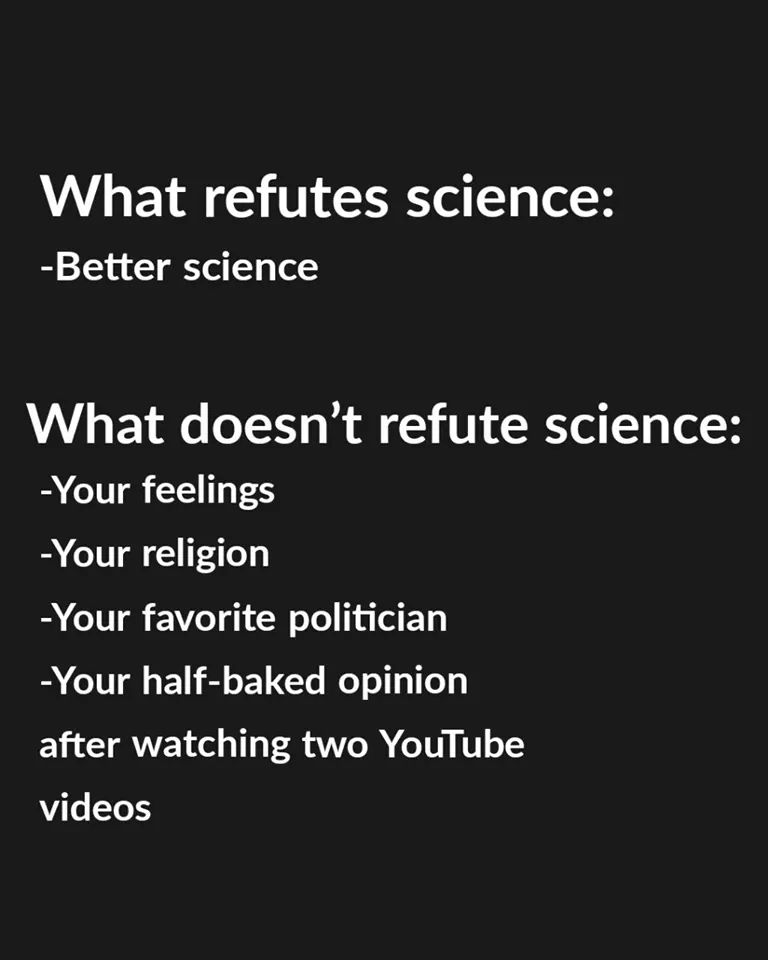 What refutes science:
-Better science
What doesn’t refute science:
-Your feelings
-Your religion
-Your favorite politician
-Your half-baked opinion
after watching two YouTube
videos